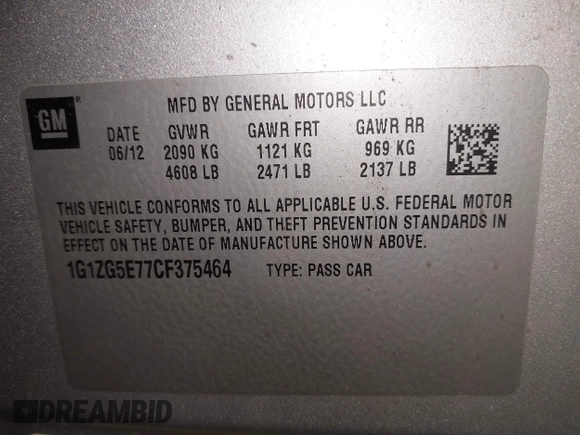 GM
®
MFD BY GENERAL MOTORS LLC
DATE GVWR GAWR FRT GAWR RR
06/12 2090 KG 1121 KG 969 KG
4608 LB 2471 LB 2137 LB
THIS VEHICLE CONFORMS TO ALL APPLICABLE U.S. FEDERAL MOTOR
VEHICLE SAFETY, BUMPER, AND THEFT PREVENTION STANDARDS IN
EFFECT ON THE DATE OF MANUFACTURE SHOWN ABOVE.
1G1ZG5E77CF375464 TYPE: PASS CAR
DREAMBID